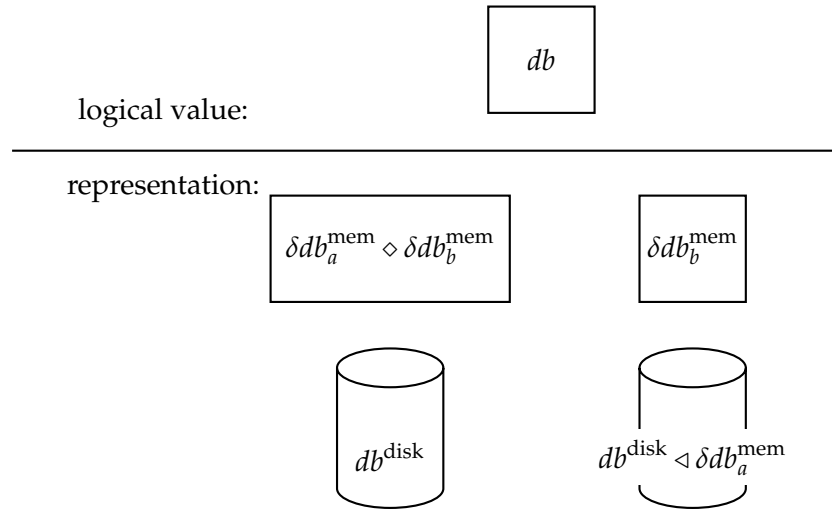 db
logical value:
representation:
δdb_a^mem ⋄ δdb_b^mem
δdb_b^mem
db^disk
db^disk ◁ δdb_a^mem